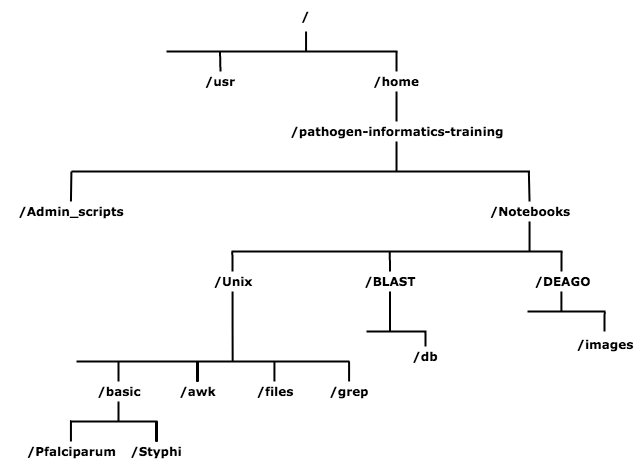 /
/usr
/home
/pathogen-informatics-training
/Admin_scripts
/Notebooks
/Unix
/BLAST
/DEAGO
/db
/images
/basic
/awk
/files
/grep
/Pfalciparum
/Styphi